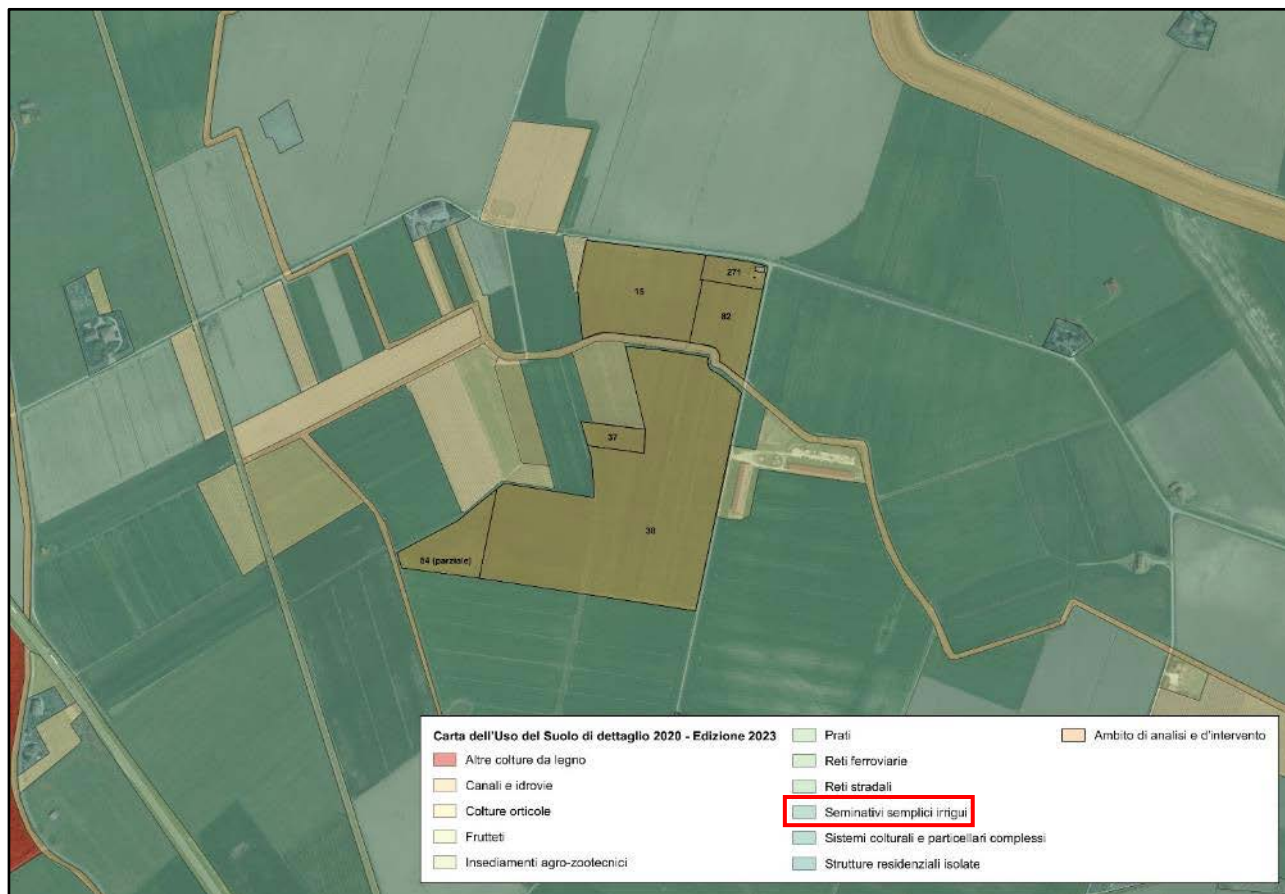 271
15
82
37
38
84 (parziale)
Carta dell'Uso del Suolo di dettaglio 2020 - Edizione 2023
Altre colture da legno
Canali e idrovie
Colture orticole
Frutteti
Insediamenti agro-zootecnici
Prati
Reti ferroviarie
Reti stradali
Seminativi semplici irrigui
Sistemi colturali e particellari complessi
Strutture residenziali isolate
Ambito di analisi e d'intervento